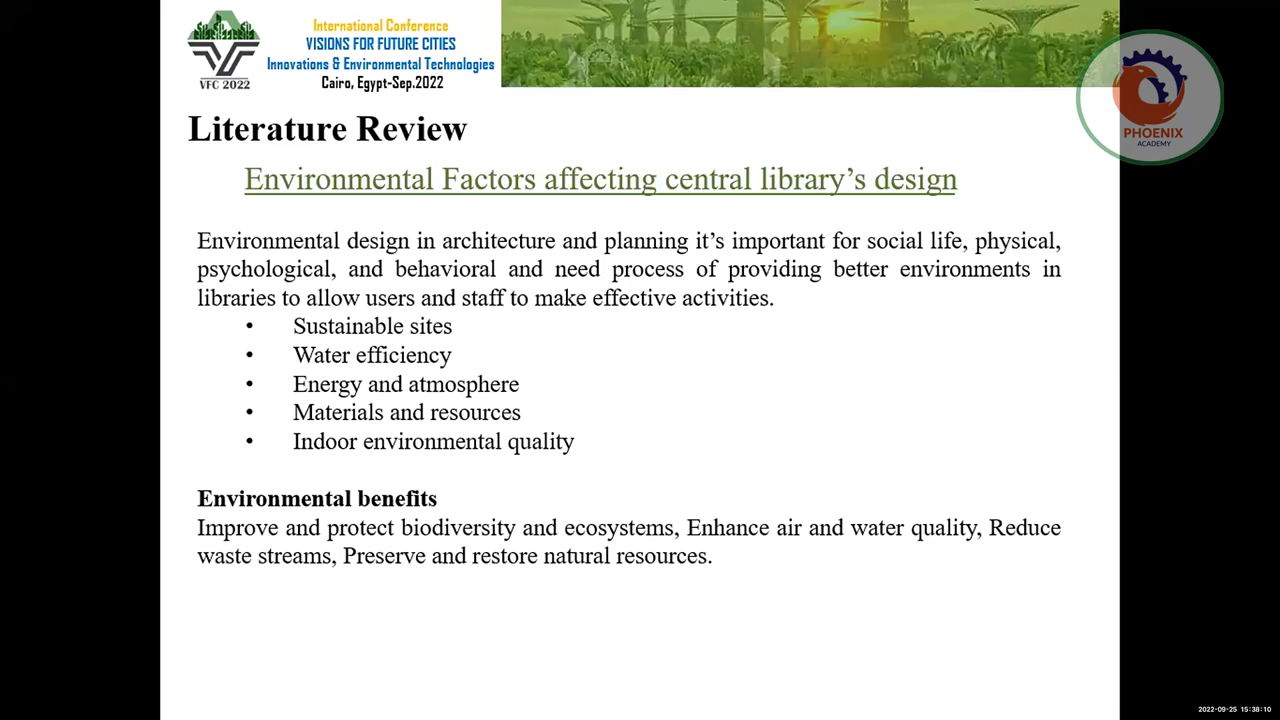 International Conference
VISIONS FOR FUTURE CITIES
Innovations & Environmental Technologies
Cairo, Egypt-Sep.2022
VFC 2022
PHOENIX
ACADEMY
Literature Review
Environmental Factors affecting central library’s design
Environmental design in architecture and planning it’s important for social life, physical,
psychological, and behavioral and need process of providing better environments in
libraries to allow users and staff to make effective activities.
• Sustainable sites
• Water efficiency
• Energy and atmosphere
• Materials and resources
• Indoor environmental quality
Environmental benefits
Improve and protect biodiversity and ecosystems, Enhance air and water quality, Reduce
waste streams, Preserve and restore natural resources.
2022-09-25 15:38:10